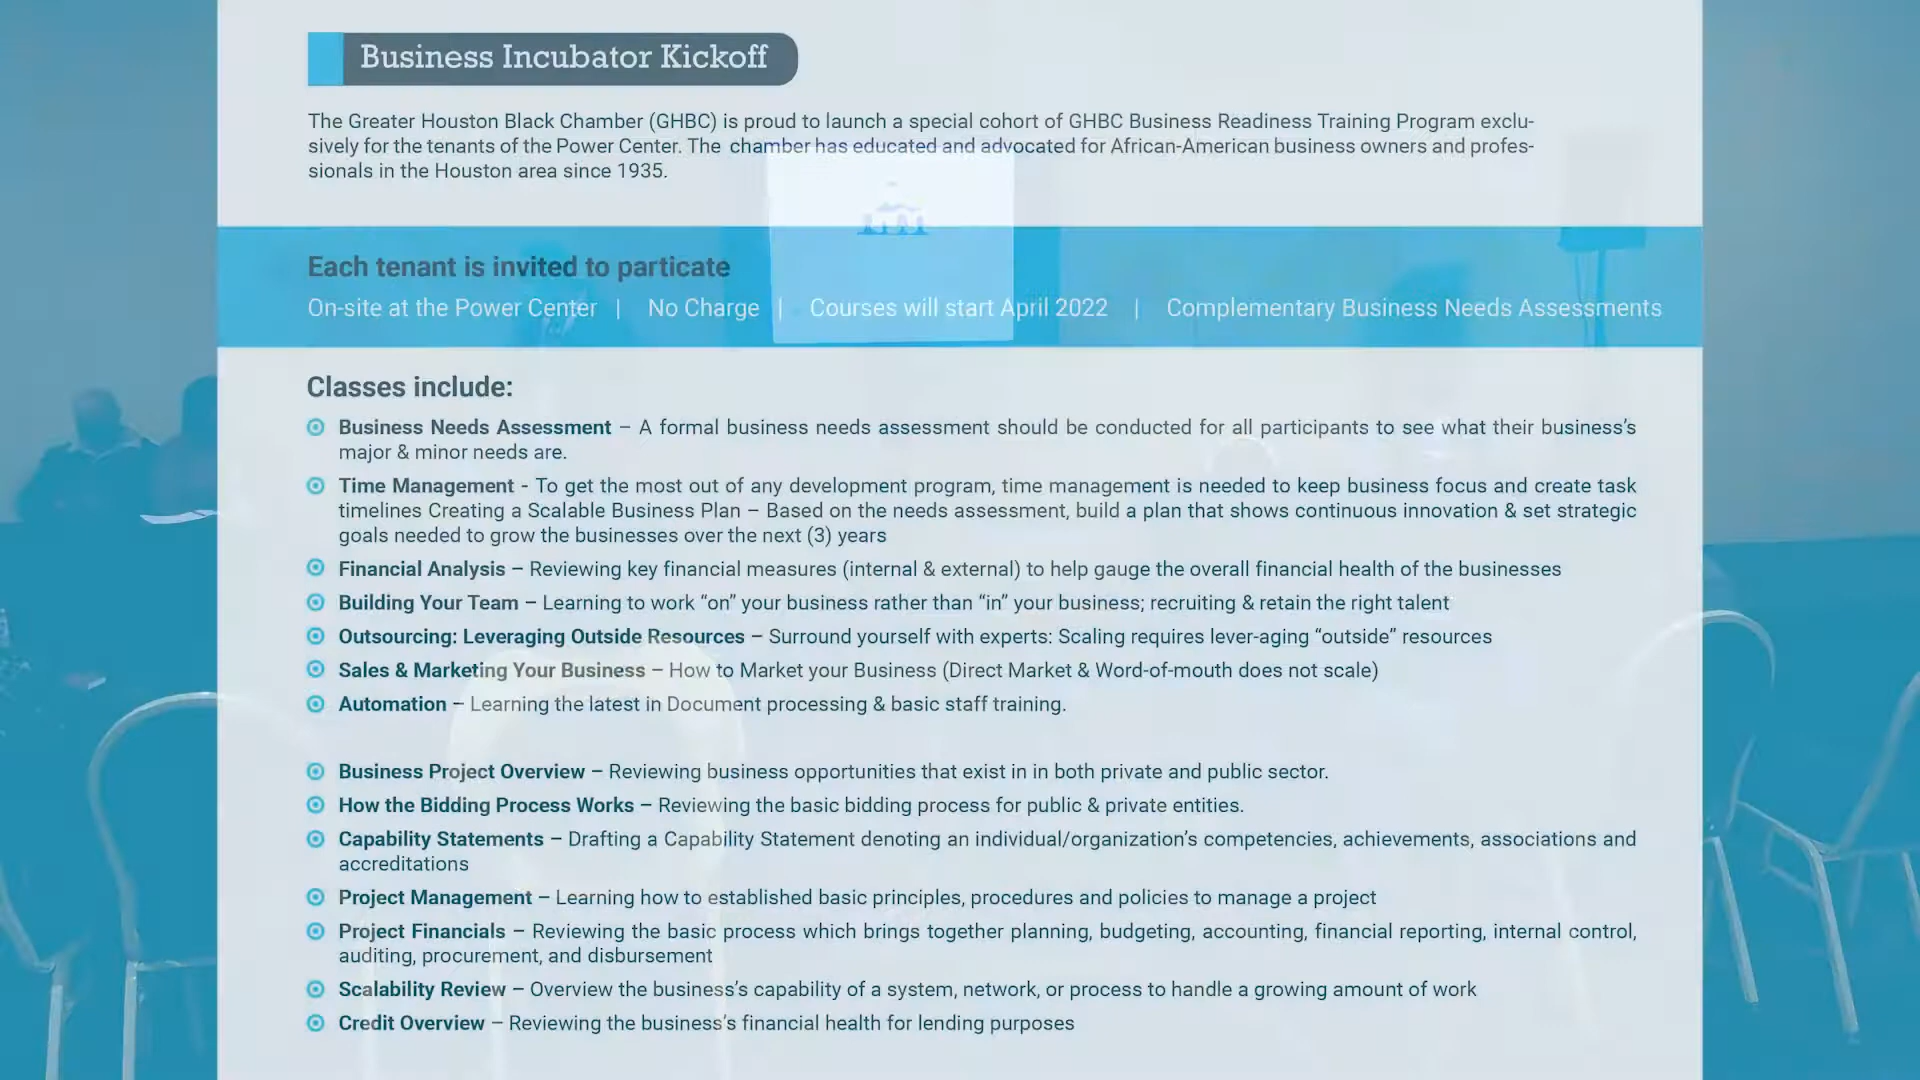 Business Incubator Kickoff
The Greater Houston Black Chamber (GHBC) is proud to launch a special cohort of GHBC Business Readiness Training Program exclu-
sively for the tenants of the Power Center. The chamber has educated and advocated for African-American business owners and profes-
sionals in the Houston area since 1935.
Each tenant is invited to particate
On-site at the Power Center | No Charge | Courses will start April 2022 | Complementary Business Needs Assessments
Classes include:
Business Needs Assessment – A formal business needs assessment should be conducted for all participants to see what their business’s
major & minor needs are.
Time Management - To get the most out of any development program, time management is needed to keep business focus and create task
timelines Creating a Scalable Business Plan – Based on the needs assessment, build a plan that shows continuous innovation & set strategic
goals needed to grow the businesses over the next (3) years
Financial Analysis – Reviewing key financial measures (internal & external) to help gauge the overall financial health of the businesses
Building Your Team – Learning to work “on” your business rather than “in” your business; recruiting & retain the right talent
Outsourcing: Leveraging Outside Resources – Surround yourself with experts: Scaling requires lever-aging “outside” resources
Sales & Marketing Your Business – How to Market your Business (Direct Market & Word-of-mouth does not scale)
Automation – Learning the latest in Document processing & basic staff training.
Business Project Overview – Reviewing business opportunities that exist in in both private and public sector.
How the Bidding Process Works – Reviewing the basic bidding process for public & private entities.
Capability Statements – Drafting a Capability Statement denoting an individual/organization’s competencies, achievements, associations and
accreditations
Project Management – Learning how to established basic principles, procedures and policies to manage a project
Project Financials – Reviewing the basic process which brings together planning, budgeting, accounting, financial reporting, internal control,
auditing, procurement, and disbursement
Scalability Review – Overview the business’s capability of a system, network, or process to handle a growing amount of work
Credit Overview – Reviewing the business’s financial health for lending purposes